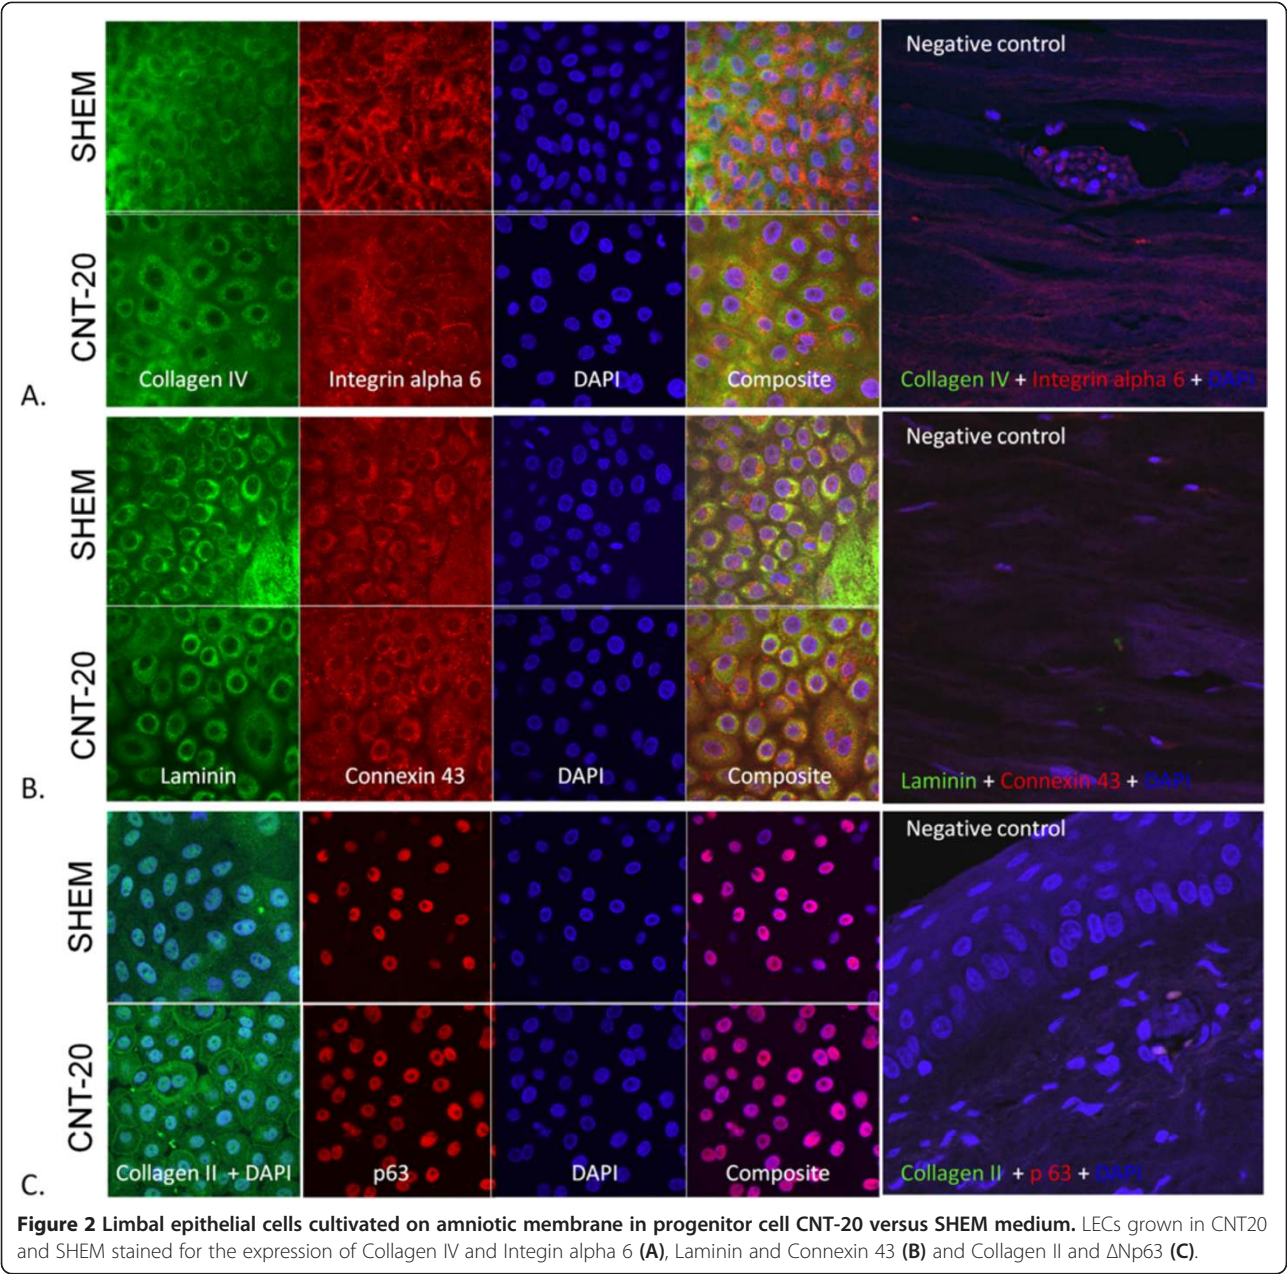 SHEM
Negative control
CNT-20
Collagen IV
Integrin alpha 6
DAPI
Composite
Collagen IV + Integrin alpha 6 + DAPI
A.
SHEM
Negative control
CNT-20
Laminin
Connexin 43
DAPI
Composite
Laminin + Connexin 43 + DAPI
B.
SHEM
Negative control
CNT-20
Collagen II + DAPI
p63
DAPI
Composite
Collagen II + p 63 + DAPI
C.
Figure 2 Limbal epithelial cells cultivated on amniotic membrane in progenitor cell CNT-20 versus SHEM medium. LECs grown in CNT20
and SHEM stained for the expression of Collagen IV and Integin alpha 6 (A), Laminin and Connexin 43 (B) and Collagen II and ΔNp63 (C).